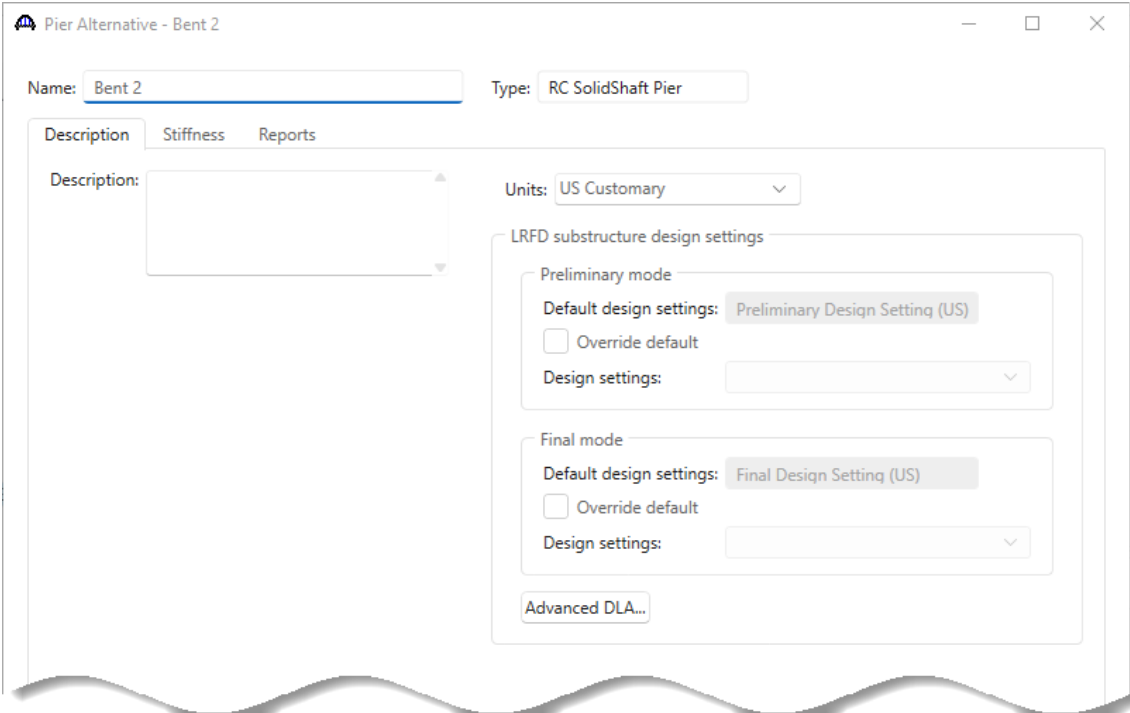 Pier Alternative - Bent 2
Name: Bent 2 Type: RC SolidShaft Pier
Description Stiffness Reports
Description:
Units: US Customary
LRFD substructure design settings
Preliminary mode
Default design settings: Preliminary Design Setting (US)
Override default
Design settings:
Final mode
Default design settings: Final Design Setting (US)
Override default
Design settings:
Advanced DLA...